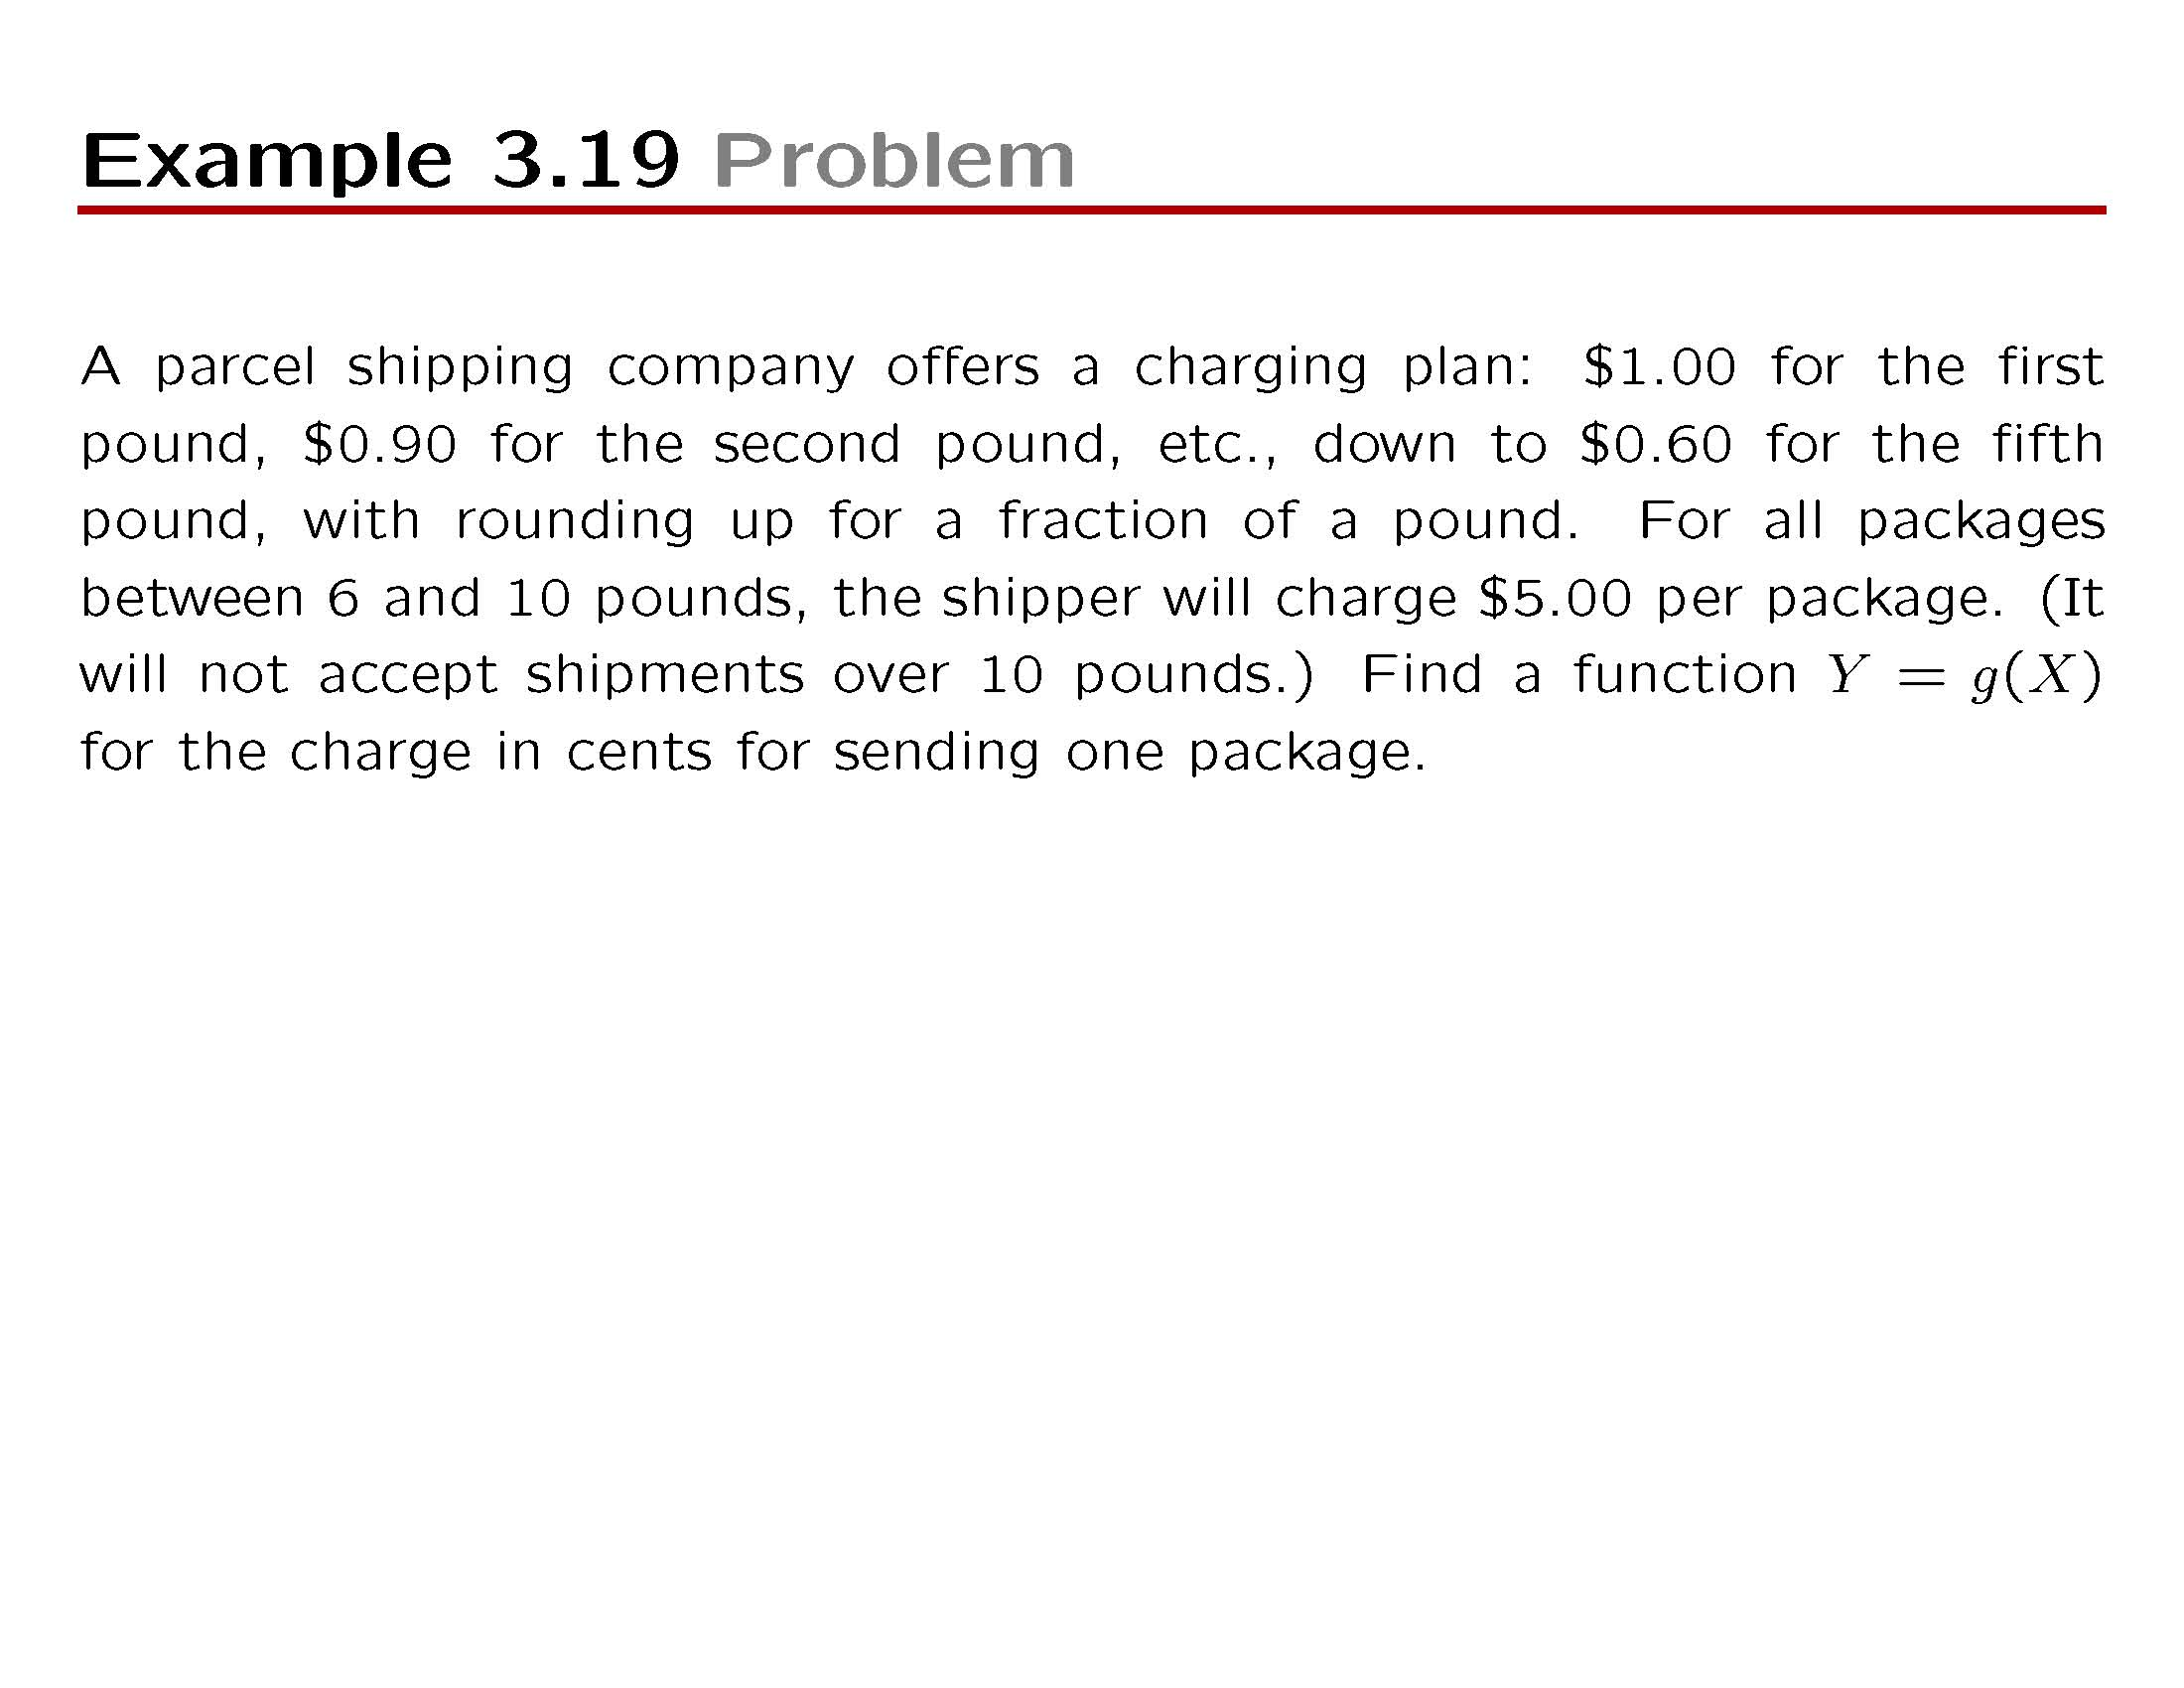 Example 3.19 Problem
A parcel shipping company offers a charging plan: $1.00 for the first
pound, $0.90 for the second pound, etc., down to $0.60 for the fifth
pound, with rounding up for a fraction of a pound. For all packages
between 6 and 10 pounds, the shipper will charge $5.00 per package. (It
will not accept shipments over 10 pounds.) Find a function Y = g(X)
for the charge in cents for sending one package.